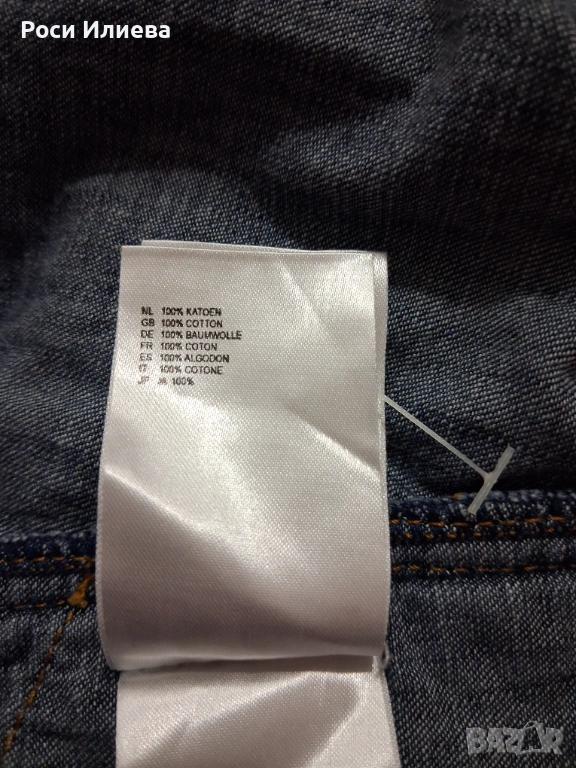 Роси Илиева
NL 100% KATOEN
GB 100% COTTON
DE 100% BAUMWOLLE
FR 100% COTON
ES 100% ALGODON
IT 100% COTONE
JP 100%
BAZAR